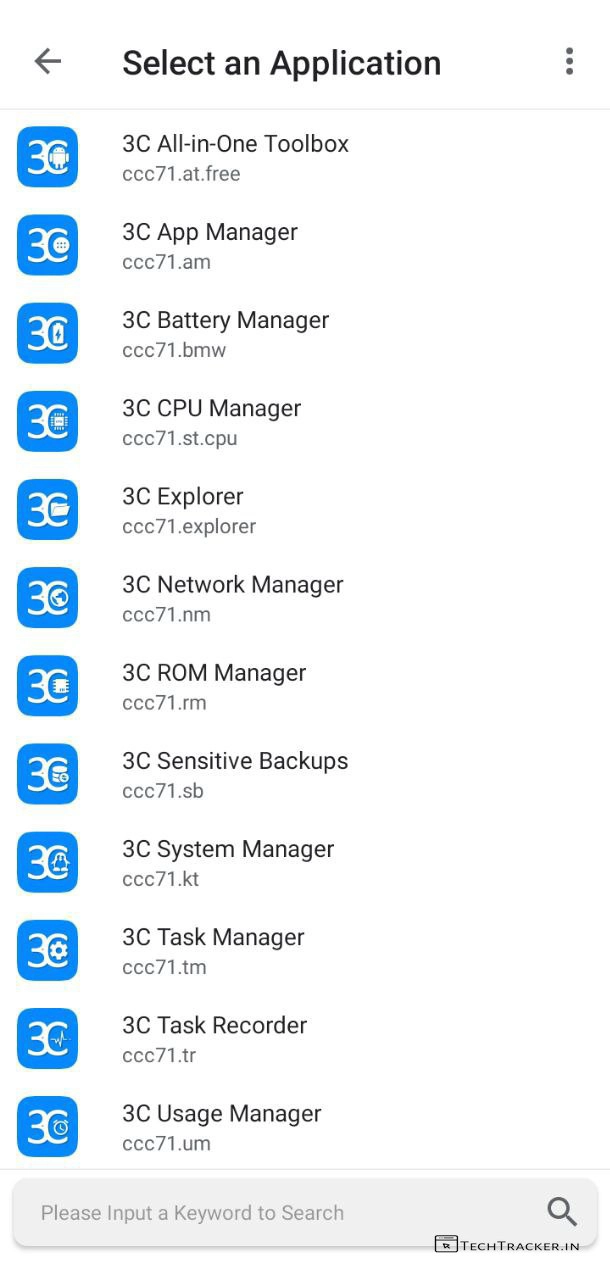 Select an Application
3C All-in-One Toolbox
ccc71.at.free
3C App Manager
ccc71.am
3C Battery Manager
ccc71.bmw
3C CPU Manager
ccc71.st.cpu
3C Explorer
ccc71.explorer
3C Network Manager
ccc71.nm
3C ROM Manager
ccc71.rm
3C Sensitive Backups
ccc71.sb
3C System Manager
ccc71.kt
3C Task Manager
ccc71.tm
3C Task Recorder
ccc71.tr
3C Usage Manager
ccc71.um
Please Input a Keyword to Search
TECHTRACKER.IN